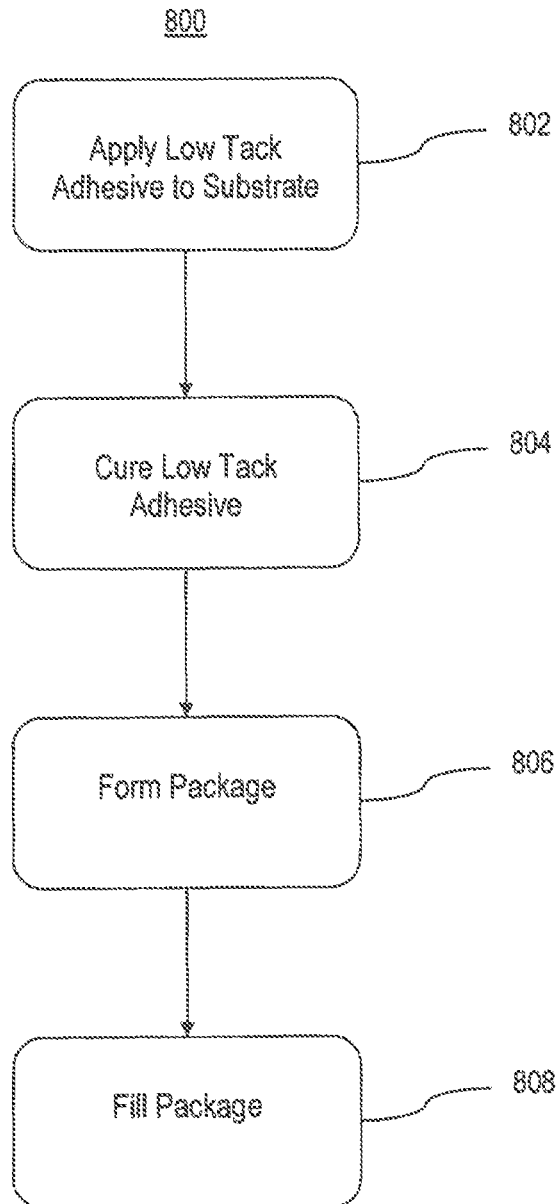 800
Apply Low Tack
Adhesive to Substrate
802
Cure Low Tack
Adhesive
804
Form Package
806
Fill Package
808